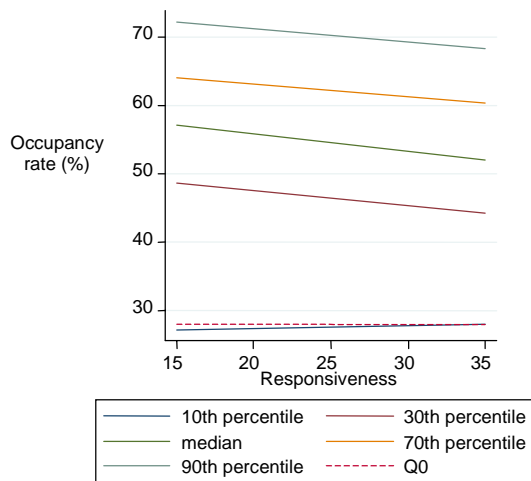 70
60
Occupancy
rate (%)
50
40
30
15 20 25 30 35
Responsiveness
10th percentile 30th percentile
median 70th percentile
90th percentile Q0